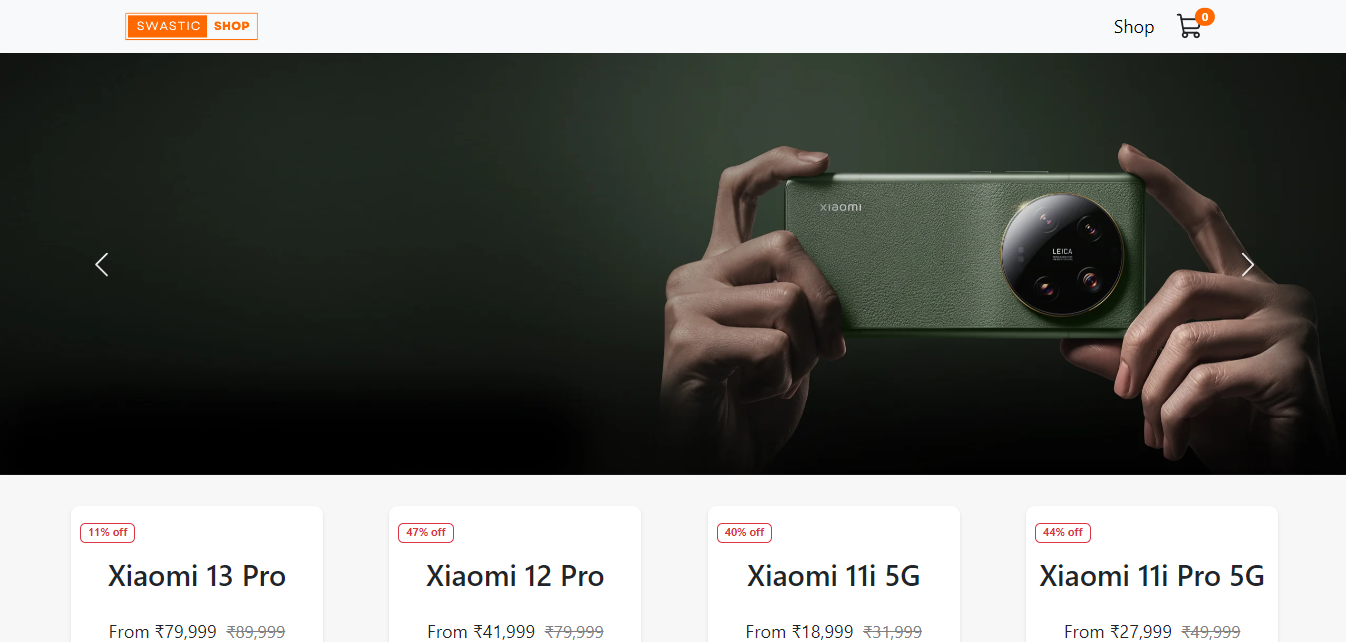 SWASTIC SHOP
Shop
0
xiaomi
LEICA
11% off
Xiaomi 13 Pro
From ₹79,999 ₹89,999
47% off
Xiaomi 12 Pro
From ₹41,999 ₹79,999
40% off
Xiaomi 11i 5G
From ₹18,999 ₹31,999
44% off
Xiaomi 11i Pro 5G
From ₹27,999 ₹49,999